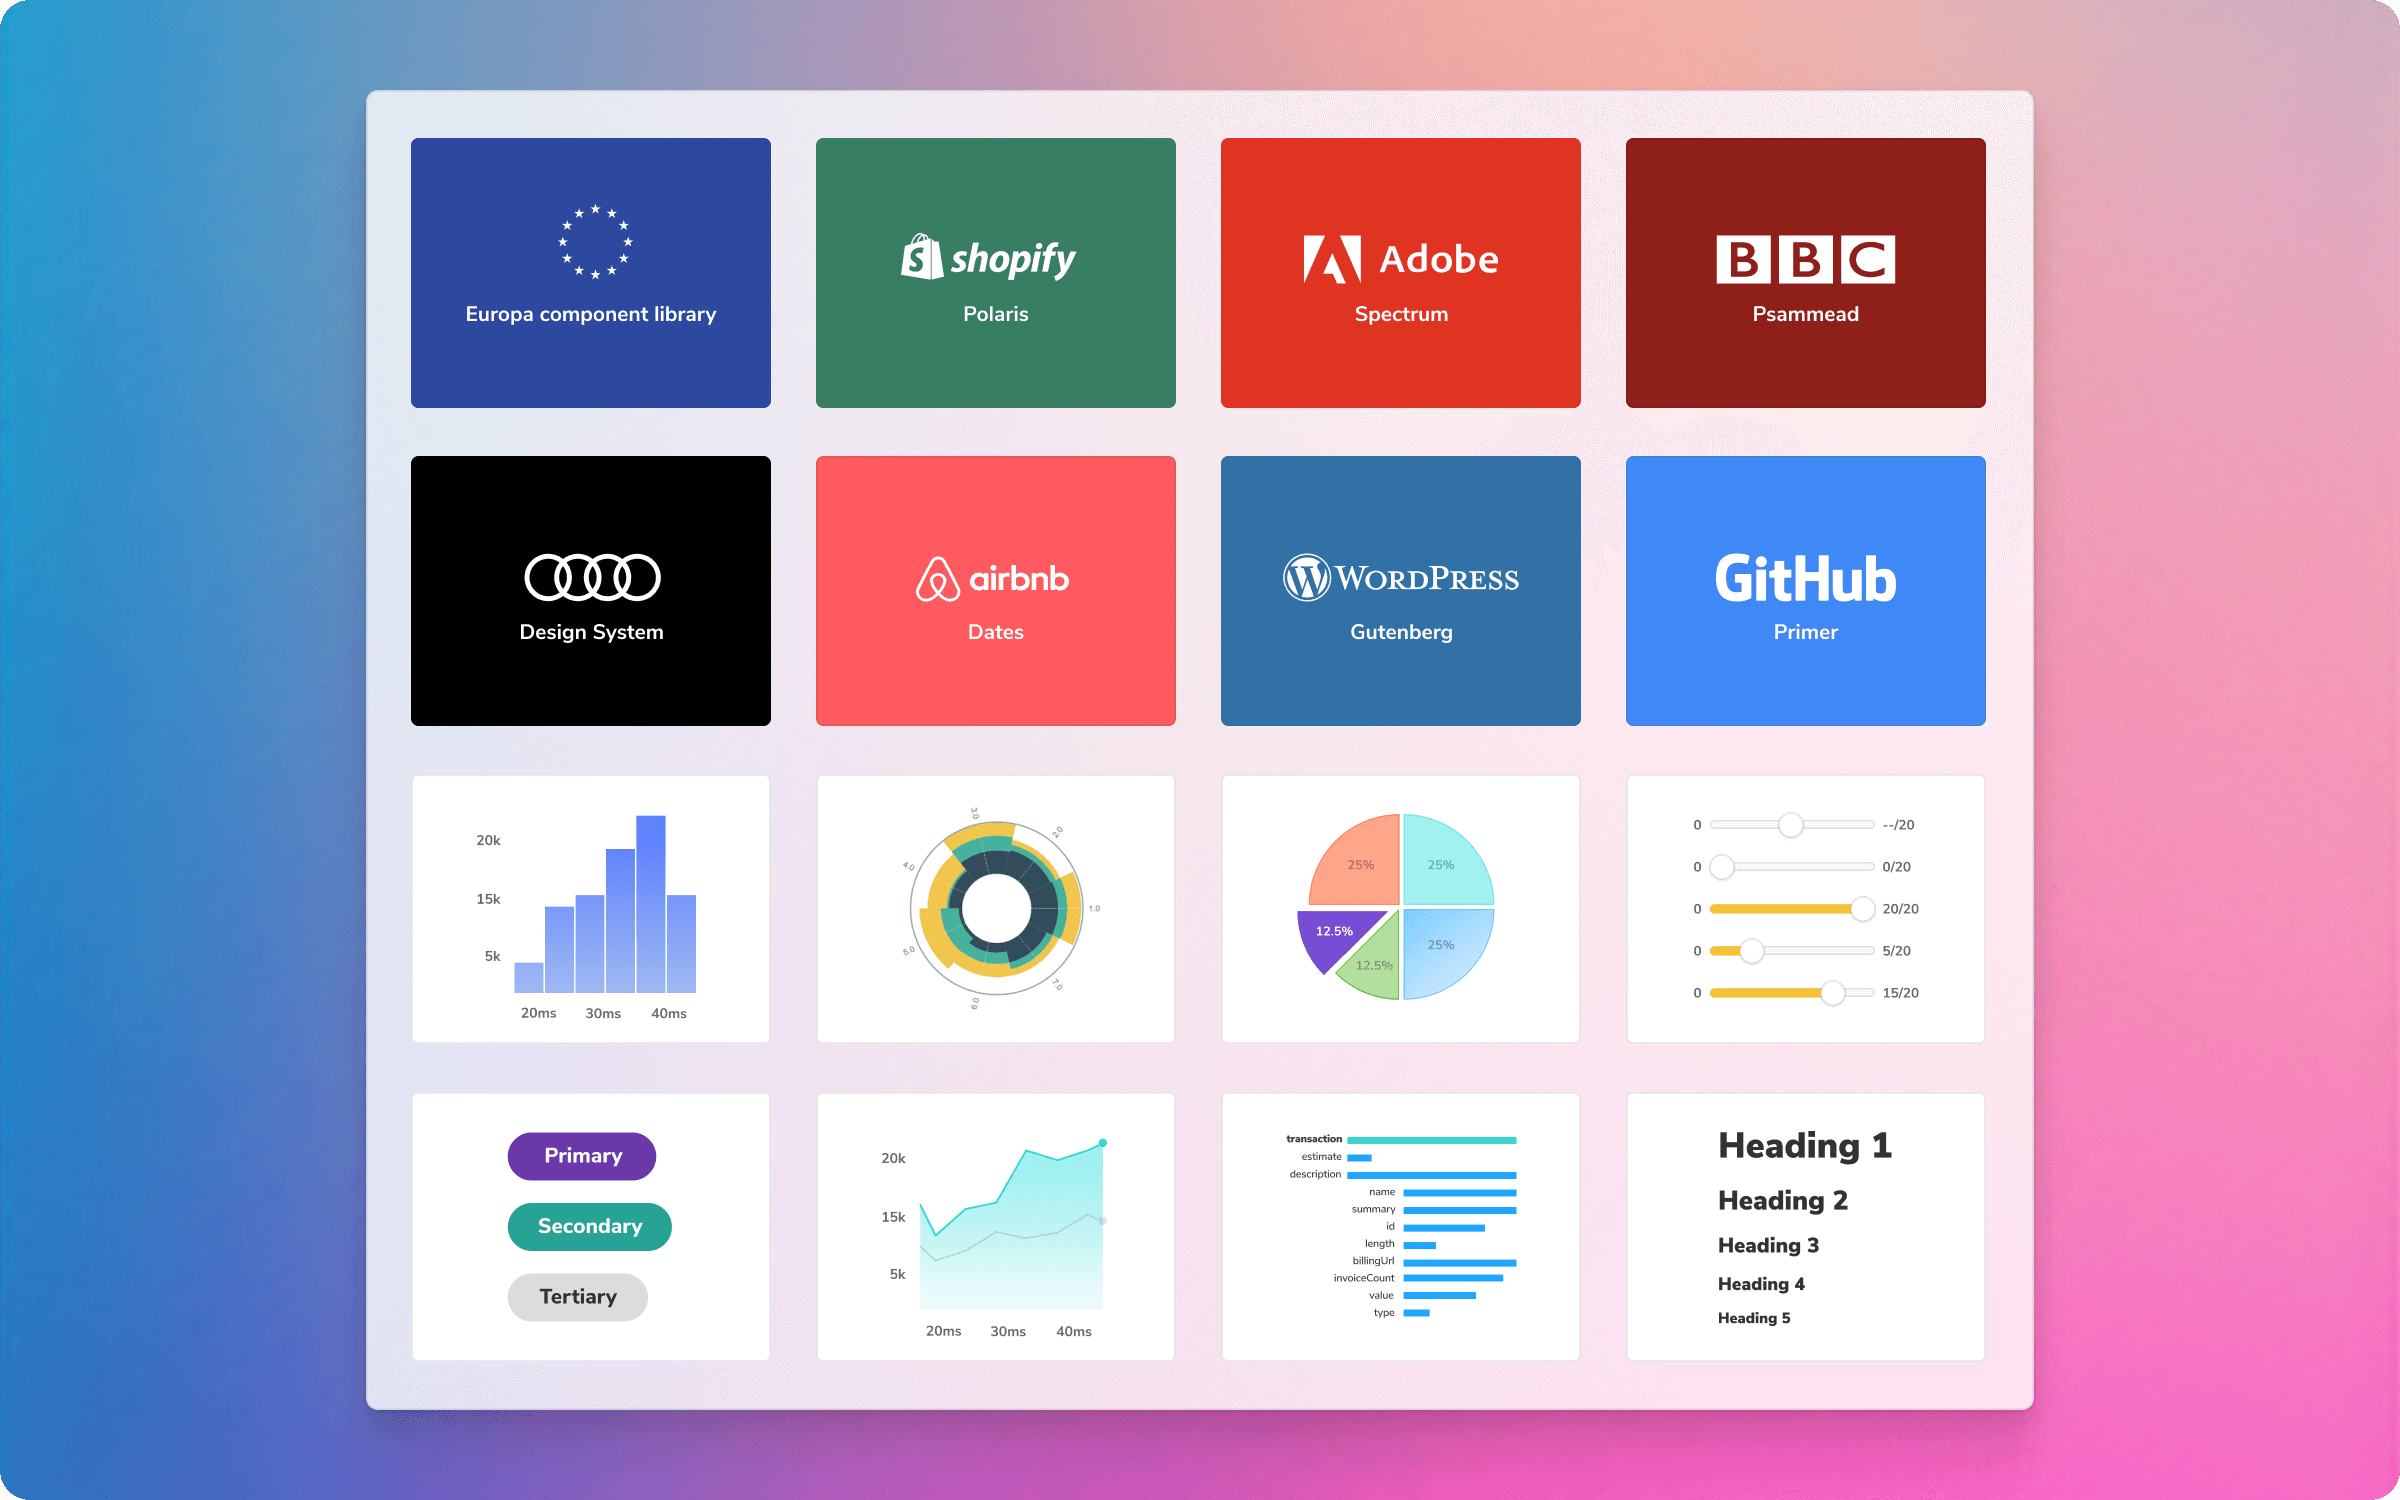 Europa component library
shopify
Polaris
Adobe
Spectrum
BBC
Psammead
Design System
airbnb
Dates
WORDPRESS
Gutenberg
GitHub
Primer
20k
15k
5k
20ms 30ms 40ms
3.0
2.0
4.0
1.0
5.0
7.0
6.0
25% 25%
12.5%
25%
12.5%
0 --/20
0 0/20
0 20/20
0 5/20
0 15/20
Primary
Secondary
Tertiary
20k
15k
5k
20ms 30ms 40ms
transaction
estimate
description
name
summary
id
length
billingUrl
invoiceCount
value
type
Heading 1
Heading 2
Heading 3
Heading 4
Heading 5